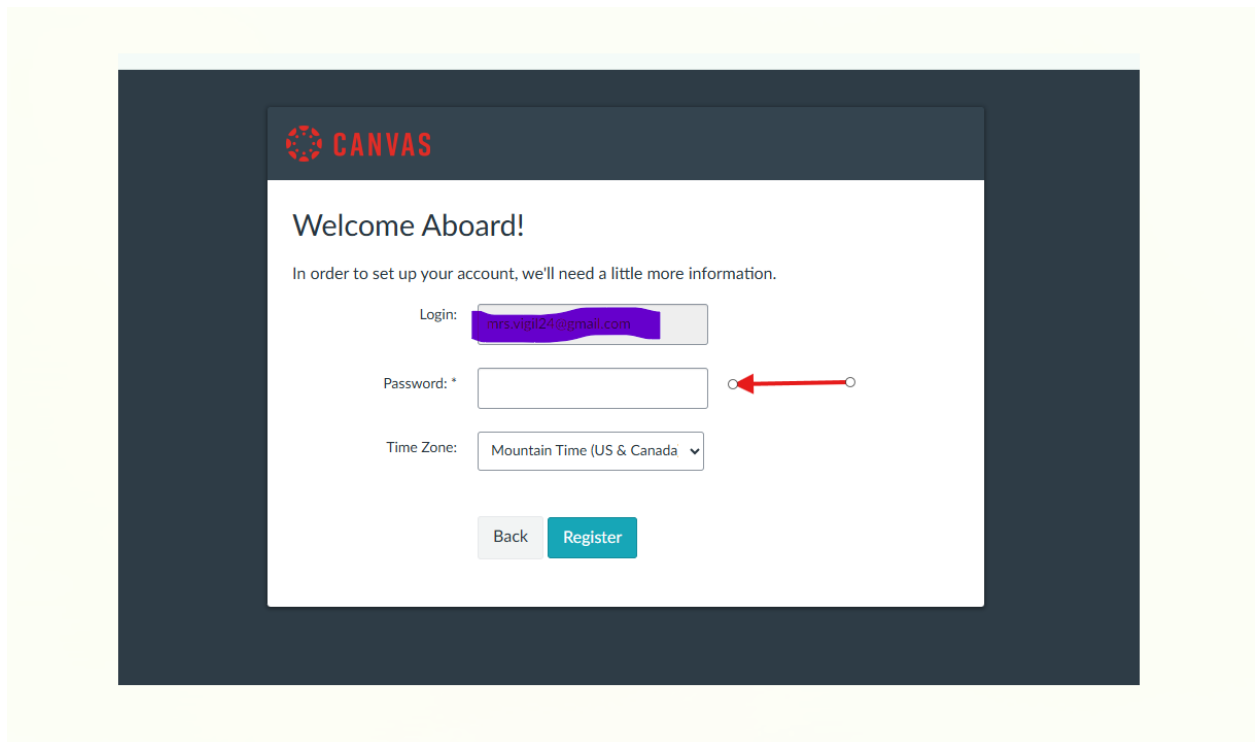 CANVAS
Welcome Aboard!
In order to set up your account, we'll need a little more information.
Login:
Password: *
Time Zone: Mountain Time (US & Canada
Back Register